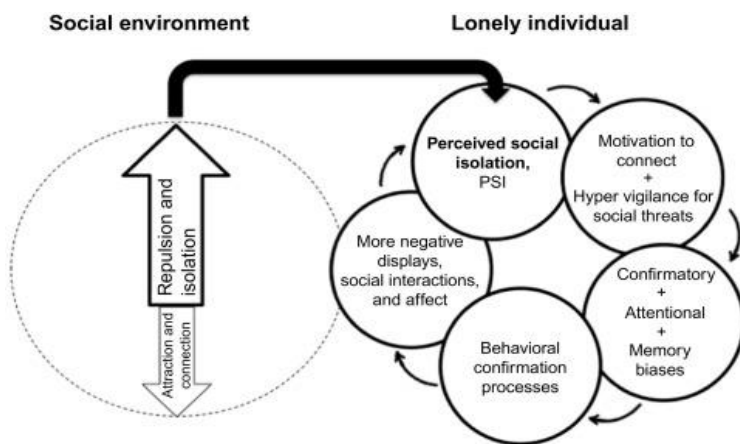 Social environment
Lonely individual
Repulsion and
isolation
Attraction and
connection
Perceived social
isolation,
PSI
Motivation to
connect
+
Hyper vigilance for
social threats
Confirmatory
+
Attentional
+
Memory
biases
Behavioral
confirmation
processes
More negative
displays,
social interactions,
and affect